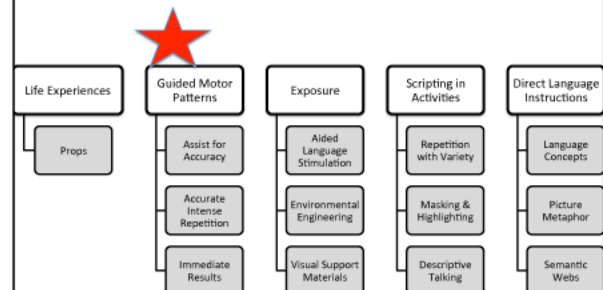 Life Experiences
Props
Guided Motor
Patterns
Assist for
Accuracy
Accurate
Intense
Repetition
Immediate
Results
Exposure
Aided
Language
Stimulation
Environmental
Engineering
Visual Support
Materials
Scripting in
Activities
Repetition
with Variety
Masking &
Highlighting
Descriptive
Talking
Direct Language
Instructions
Language
Concepts
Picture
Metaphor
Semantic
Webs